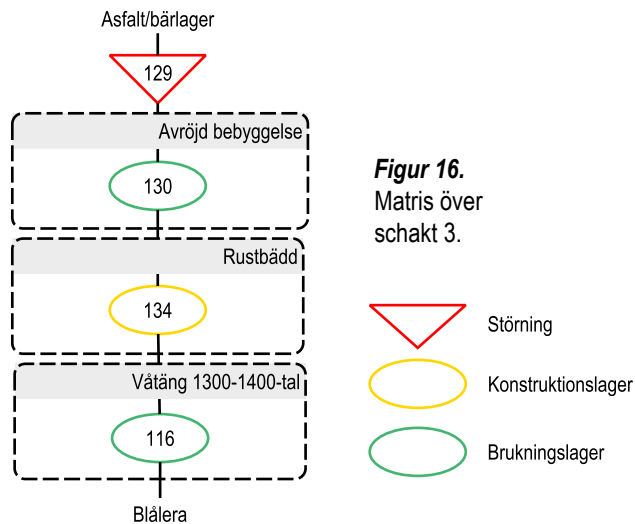 Asfalt/bärlager
129
Avröjd bebyggelse
130
Rustbädd
134
Våtäng 1300-1400-tal
116
Blålera
Figur 16.
Matris över
schakt 3.
Störning
Konstruktionslager
Brukningslager